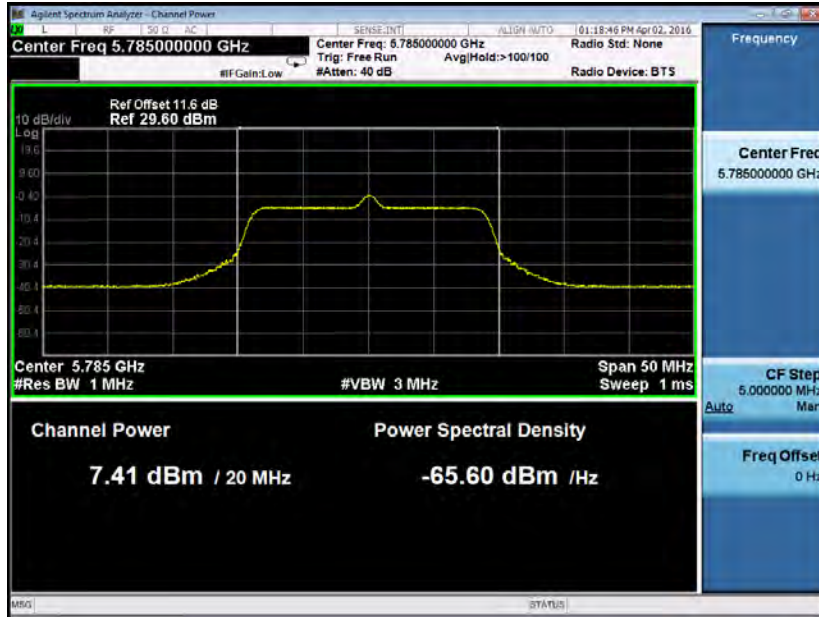 Agilent Spectrum Analyzer - Channel Power
L RF 50 Ω AC SENSE:INT ALIGN AUTO 01:18:46 PM Apr 02, 2016
Center Freq 5.785000000 GHz
Center Freq: 5.785000000 GHz
Radio Std: None
Trig: Free Run Avg|Hold:>100/100
#IFGain:Low #Atten: 40 dB Radio Device: BTS
Ref Offset 11.6 dB
10 dB/div Ref 29.60 dBm
Log
19.6
9.60
-0.40
-10.4
-20.4
-30.4
-40.4
-50.4
-60.4
Center 5.785 GHz Span 50 MHz
#Res BW 1 MHz #VBW 3 MHz Sweep 1 ms
Channel Power Power Spectral Density
7.41 dBm / 20 MHz -65.60 dBm /Hz
MSG STATUS
Frequency
Center Freq
5.785000000 GHz
CF Step
5.000000 MHz
Auto Man
Freq Offset
0 Hz